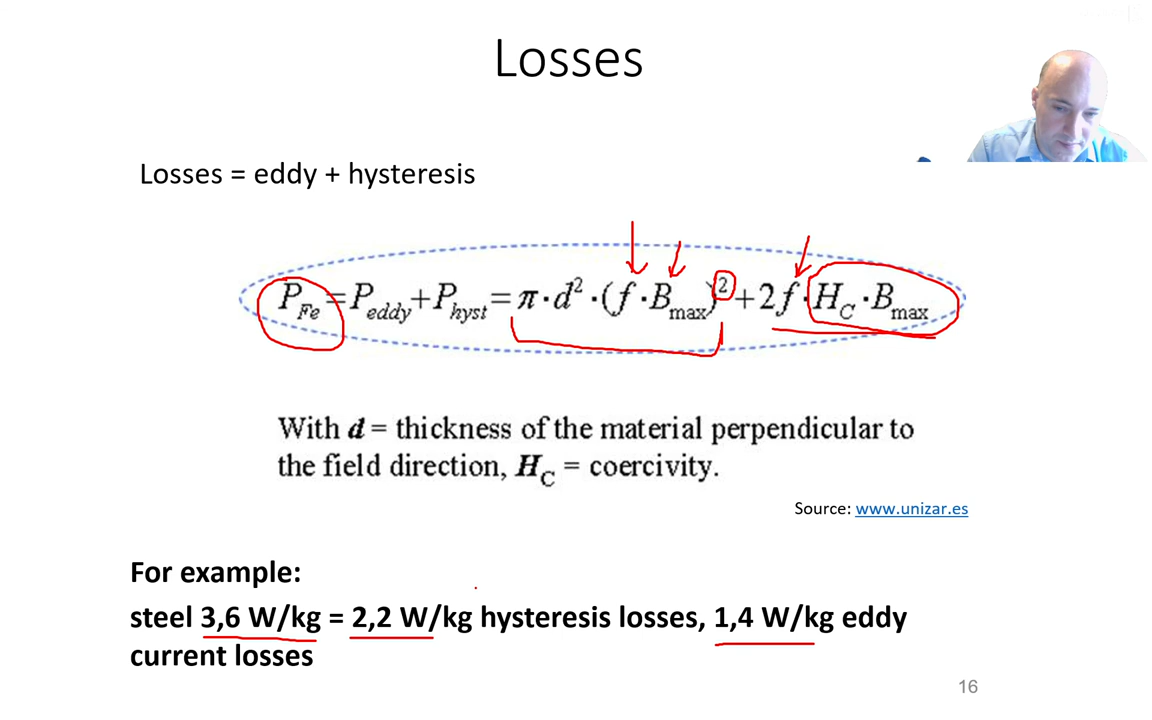 Losses
Losses = eddy + hysteresis
P_Fe = P_eddy + P_hyst = π · d² · (f · B_max)² + 2f · H_C · B_max
With d = thickness of the material perpendicular to
the field direction, H_C = coercivity.
Source: www.unizar.es
For example:
steel 3,6 W/kg = 2,2 W/kg hysteresis losses, 1,4 W/kg eddy
current losses
16